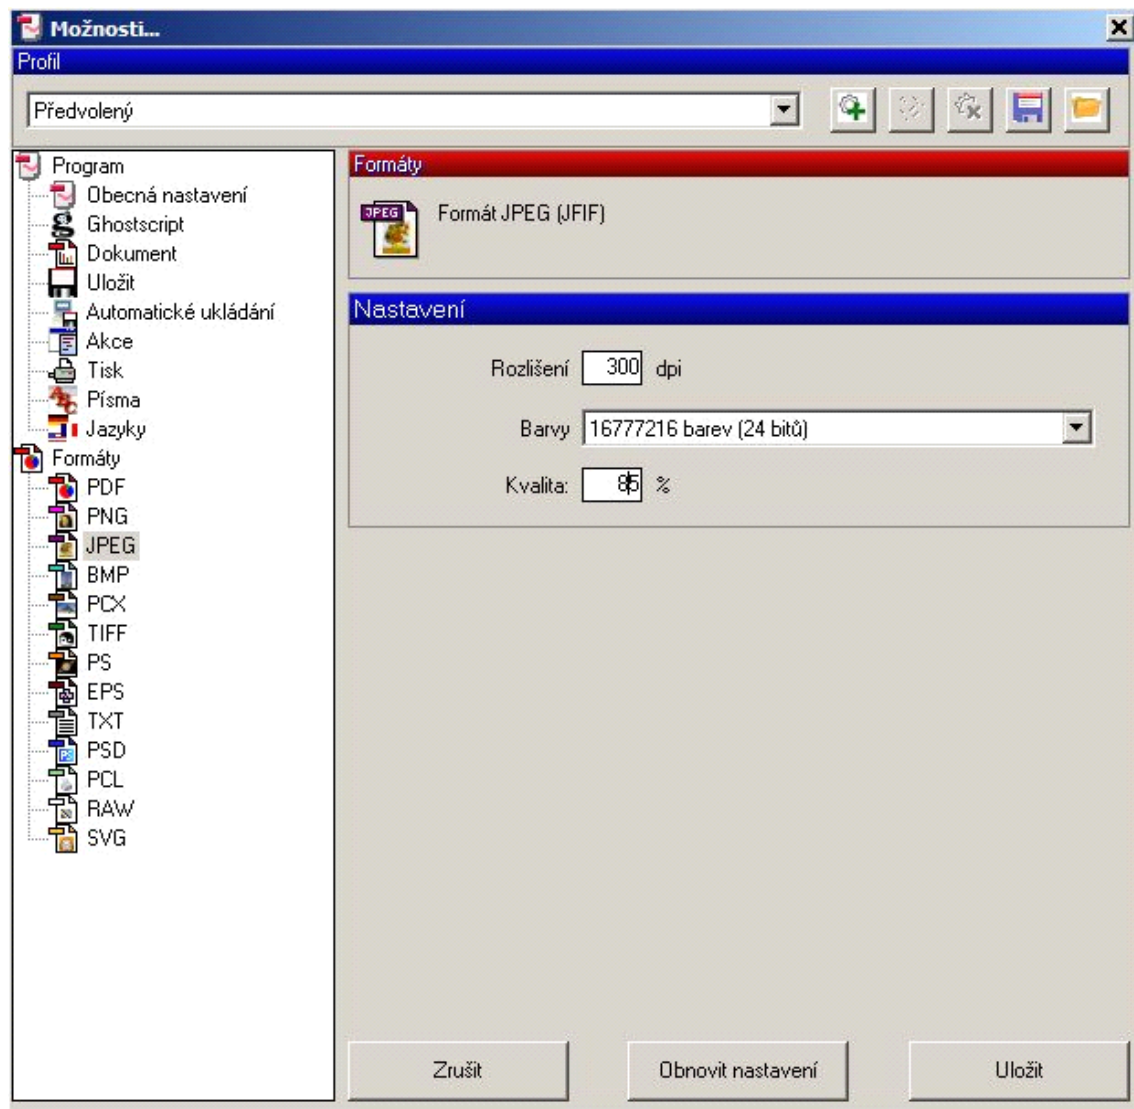 Možnosti...
Profil
Předvolený
Program
Obecná nastavení
Ghostscript
Dokument
Uložit
Automatické ukládání
Akce
Tisk
Písma
Jazyky
Formáty
PDF
PNG
JPEG
BMP
PCX
TIFF
PS
EPS
TXT
PSD
PCL
RAW
SVG
Formáty
JPEG
Formát JPEG (JFIF)
Nastavení
Rozlišení 300 dpi
Barvy 16777216 barev (24 bitů)
Kvalita: 85 %
Zrušit
Obnovit nastavení
Uložit